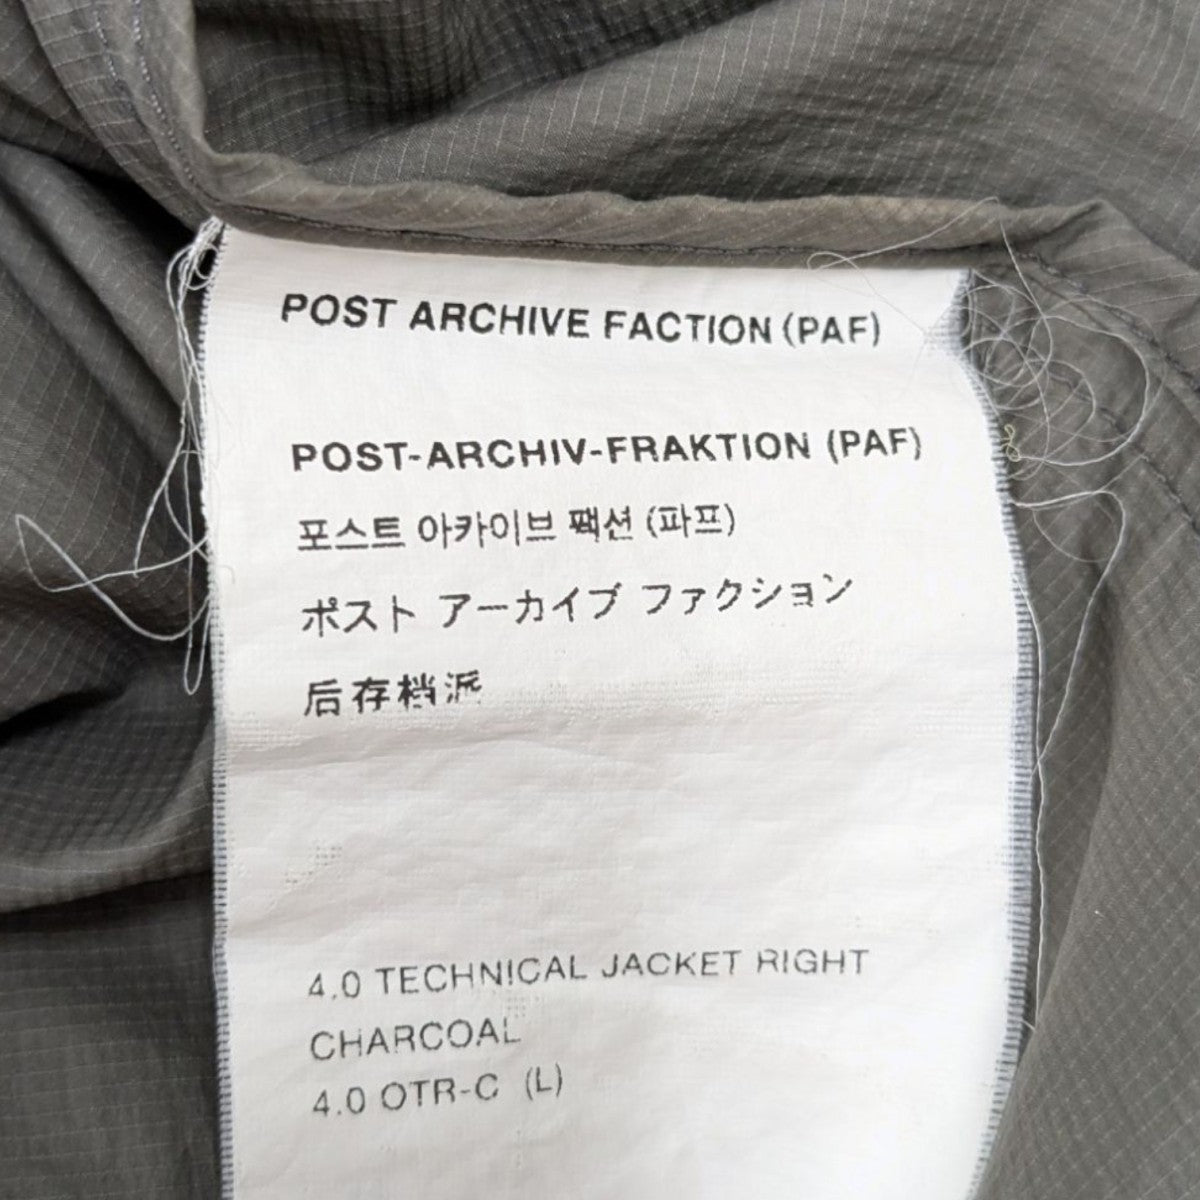 POST ARCHIVE FACTION (PAF)
POST-ARCHIV-FRAKTION (PAF)
포스트 아카이브 팩션 (파프)
ポスト アーカイブ ファクション
后存档派
4.0 TECHNICAL JACKET RIGHT
CHARCOAL
4.0 OTR-C (L)